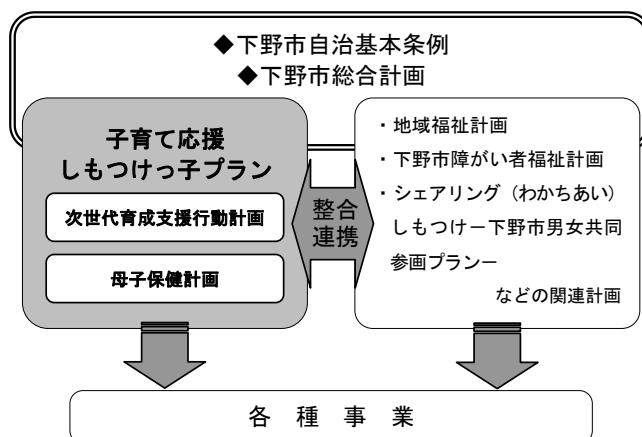 ◆下野市自治基本条例
◆下野市総合計画
子育て応援
しもつけっ子プラン
次世代育成支援行動計画
母子保健計画
整合
連携
・地域福祉計画
・下野市障がい者福祉計画
・シェアリング（わかちあい）
しもつけー下野市男女共同
参画プランー
などの関連計画
各種事業